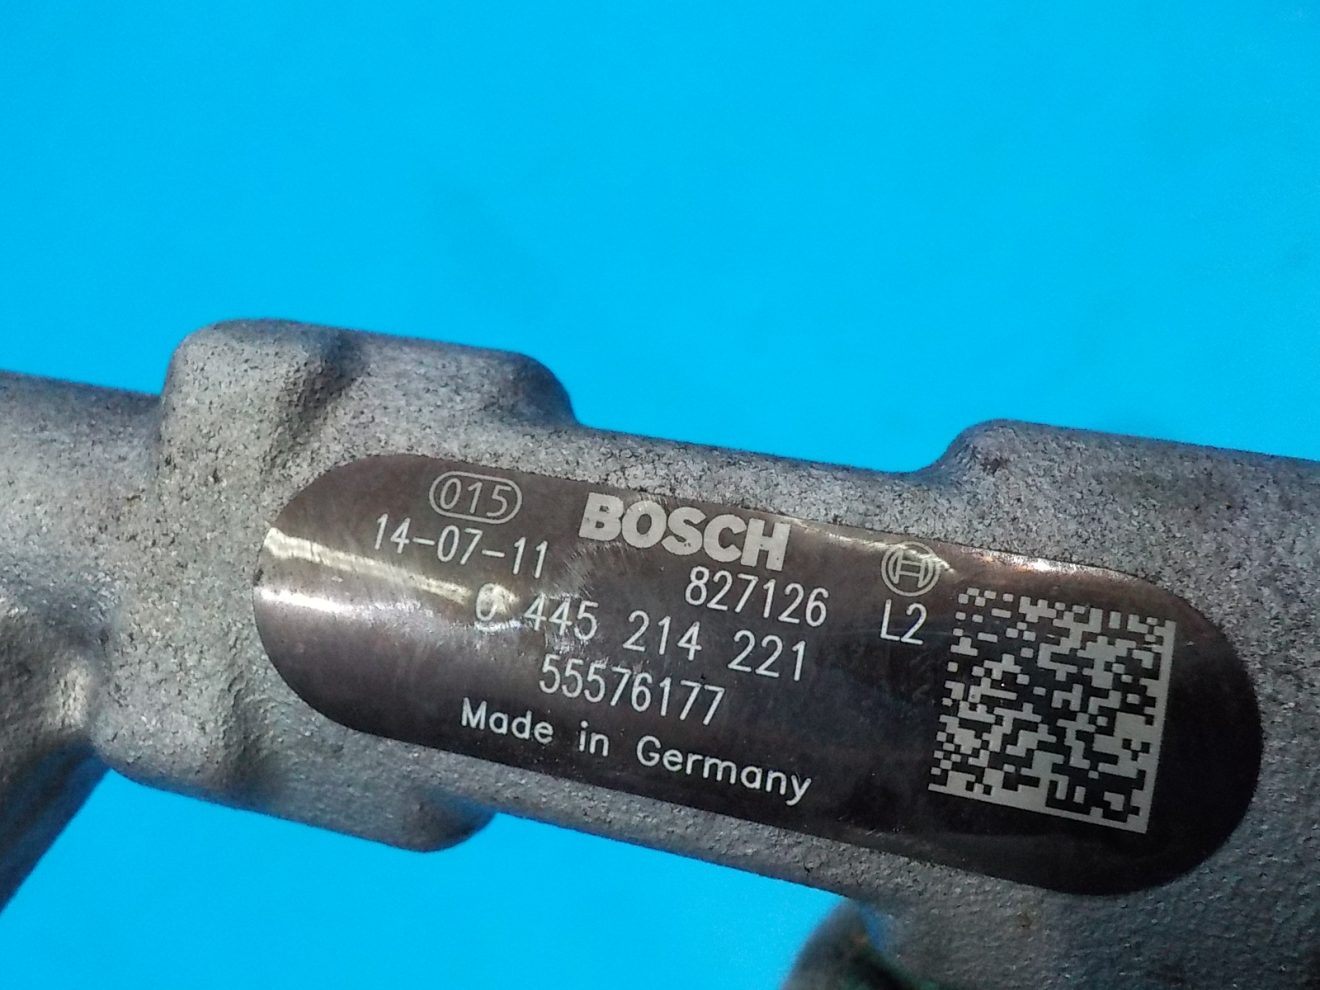 015
14-07-11 BOSCH
827126 L2
0 445 214 221
55576177
Made in Germany